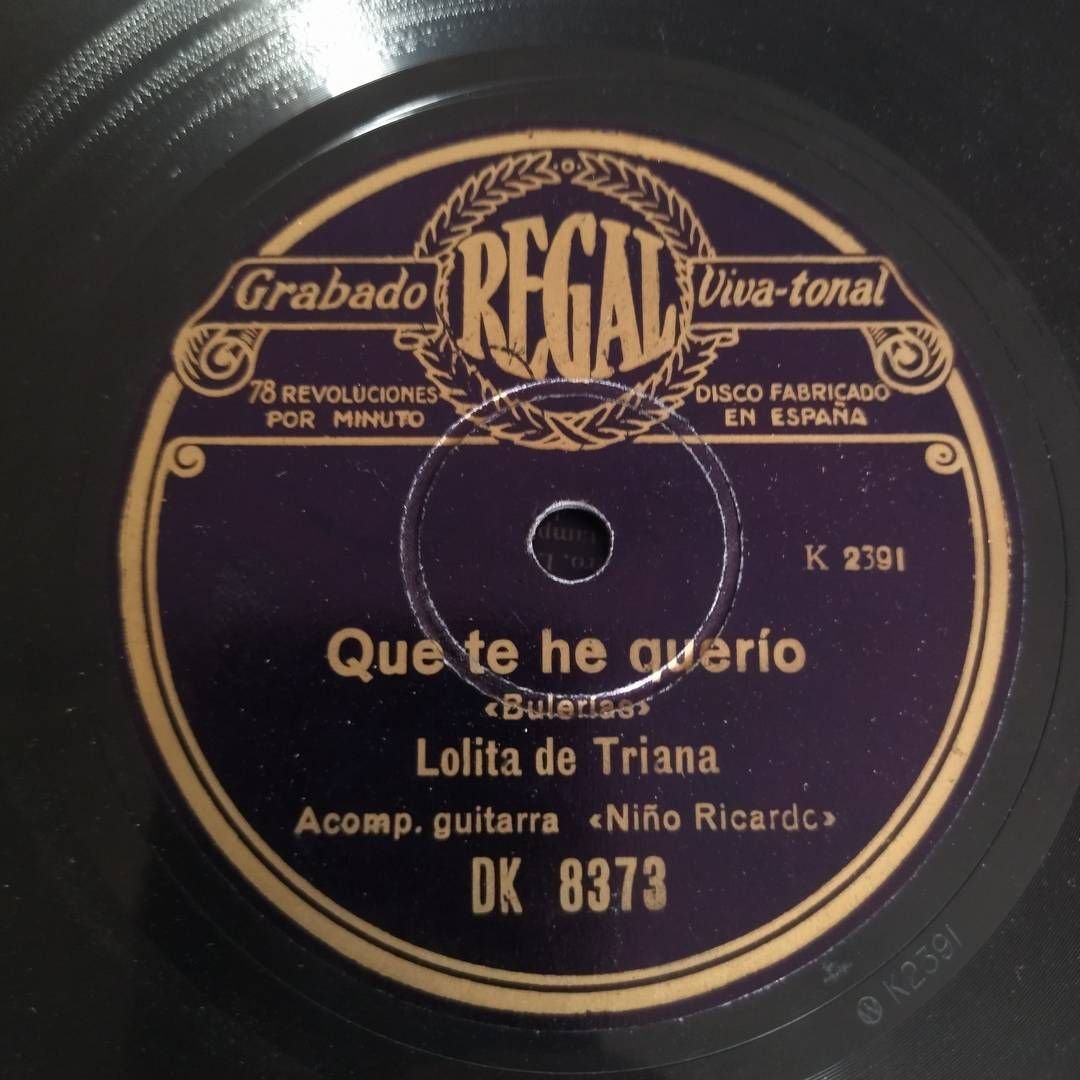 REGAL
Grabado Viva-tonal
78 REVOLUCIONES
POR MINUTO
DISCO FABRICADO
EN ESPAÑA
K 2391
Que te he querío
«Bulerías»
Lolita de Triana
Acomp. guitarra «Niño Ricardo»
DK 8373
W K2391